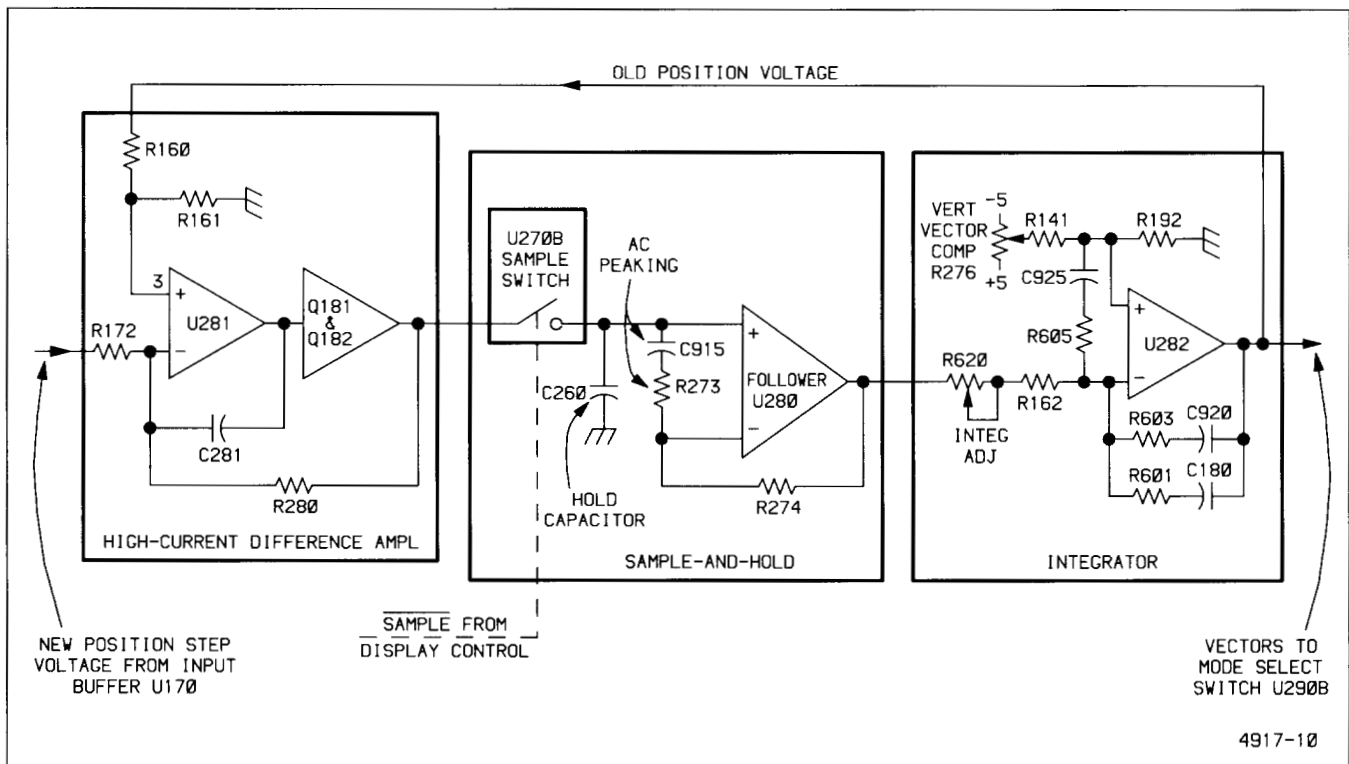 OLD POSITION VOLTAGE
R160
R161
3
+
U281
-
R172
Q181
&
Q182
C281
R280
HIGH-CURRENT DIFFERENCE AMPL
NEW POSITION STEP
VOLTAGE FROM INPUT
BUFFER U170
U270B
SAMPLE
SWITCH
AC
PEAKING
C915
R273
C260
+
FOLLOWER
U280
-
HOLD
CAPACITOR
R274
SAMPLE-AND-HOLD
SAMPLE FROM
DISPLAY CONTROL
VERT
VECTOR
COMP
R276
-5
+5
R141
R192
C925
R605
+
U282
-
R620
INTEG
ADJ
R162
R603
C920
R601
C180
INTEGRATOR
VECTORS TO
MODE SELECT
SWITCH U290B
4917-10